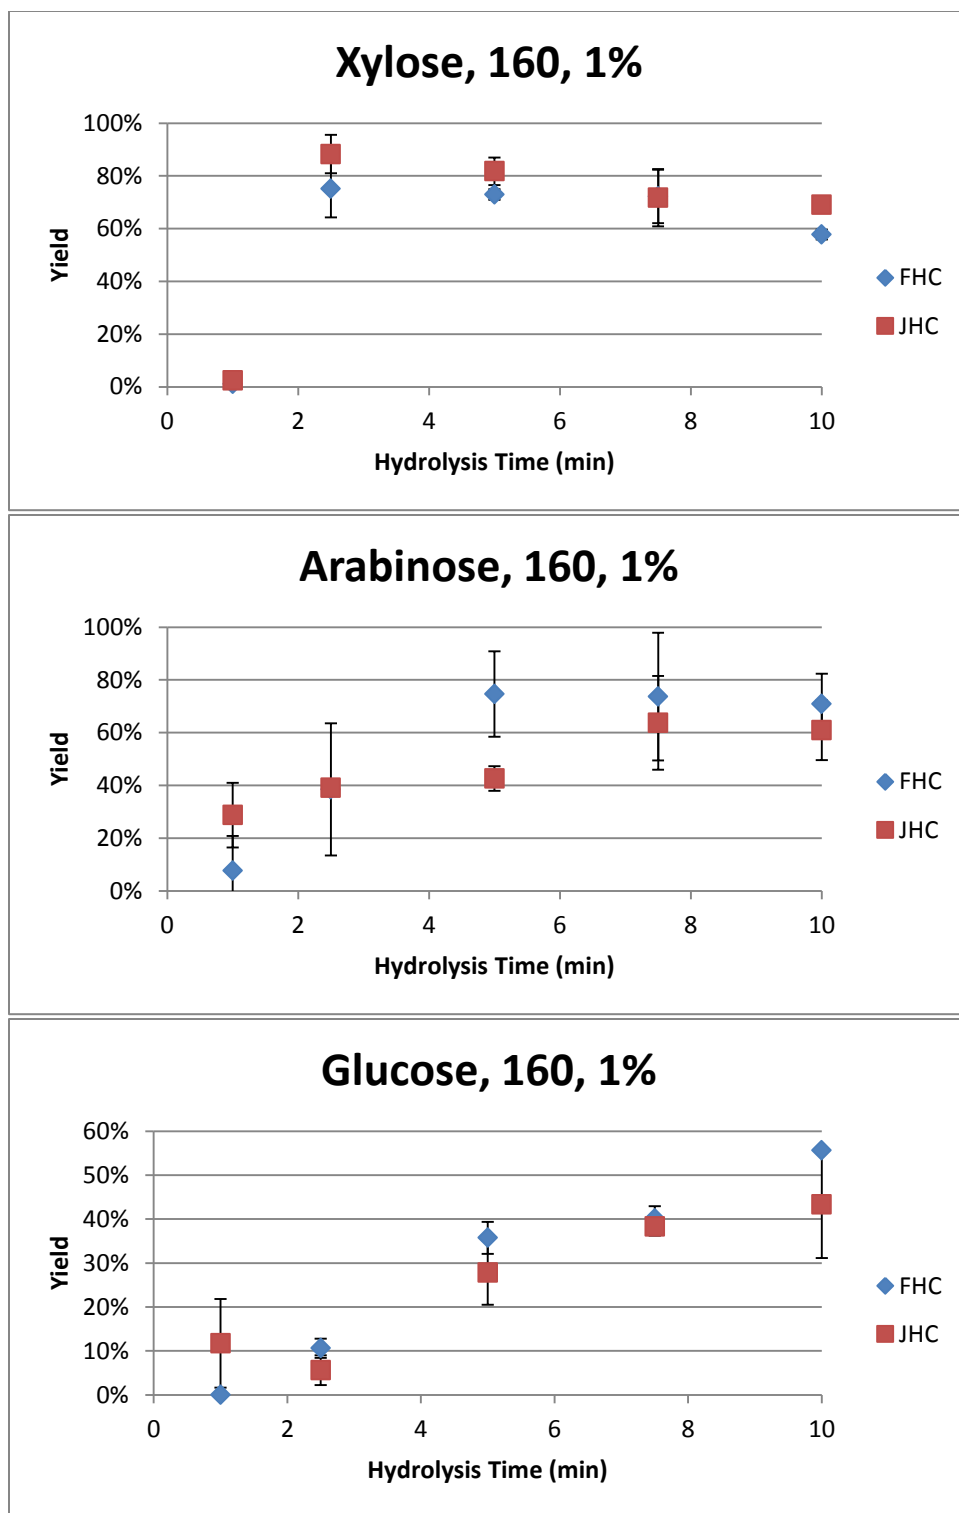 Xylose, 160, 1%
100%
80%
60%
40%
20%
0%
Yield
0 2 4 6 8 10
Hydrolysis Time (min)
FHC
JHC
Arabinose, 160, 1%
100%
80%
60%
40%
20%
0%
Yield
0 2 4 6 8 10
Hydrolysis Time (min)
FHC
JHC
Glucose, 160, 1%
60%
50%
40%
30%
20%
10%
0%
Yield
0 2 4 6 8 10
Hydrolysis Time (min)
FHC
JHC